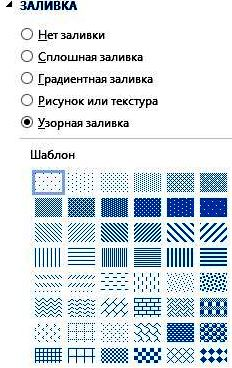 ЗАЛИВКА
Нет заливки
Сплошная заливка
Градиентная заливка
Рисунок или текстура
Узорная заливка
Шаблон